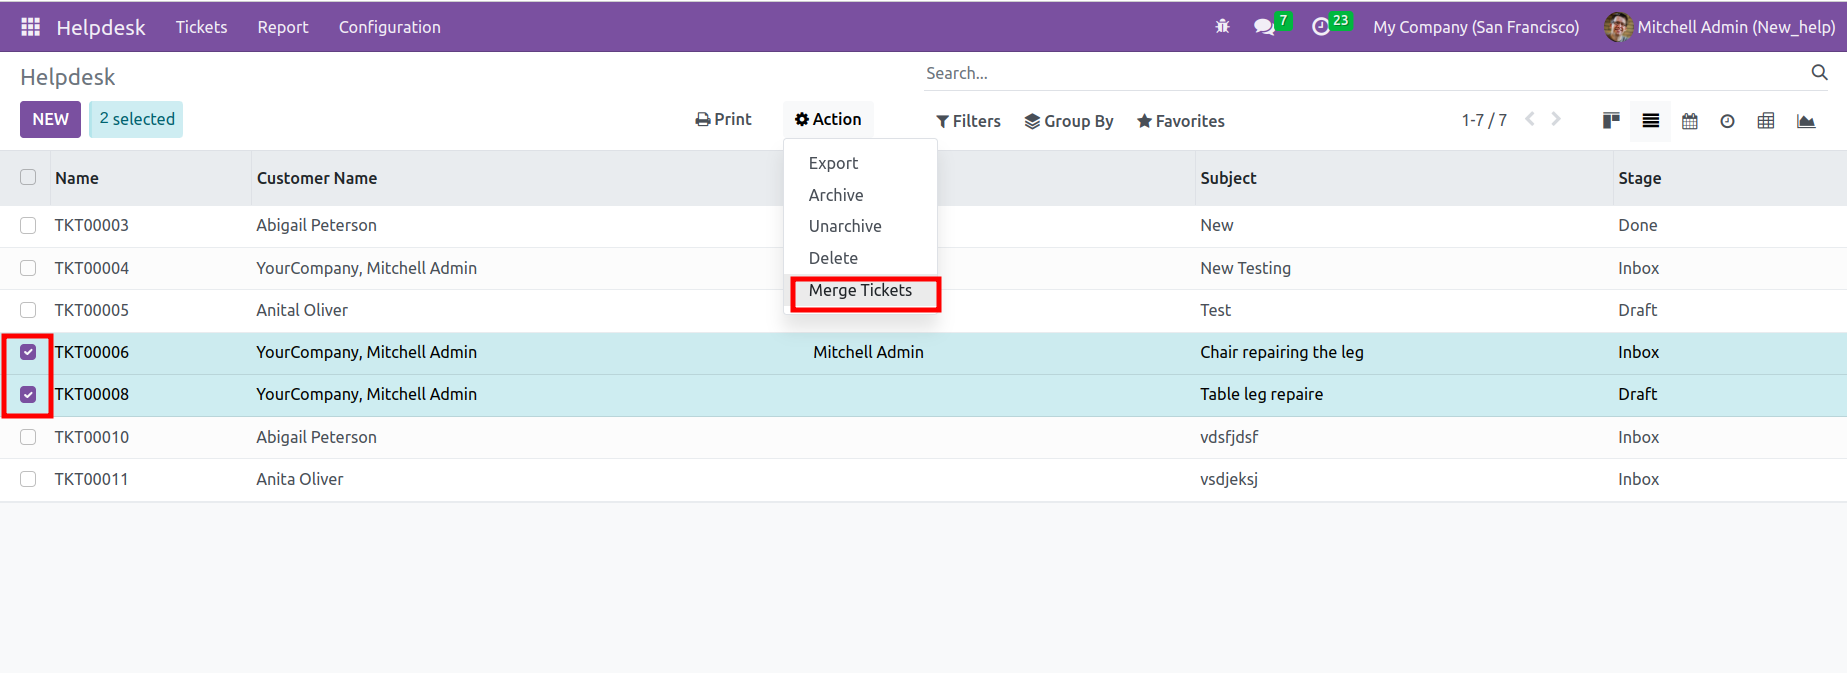 Helpdesk Tickets Report Configuration 7 23 My Company (San Francisco) Mitchell Admin (New_help)
Helpdesk Search...
NEW 2 selected Print Action Filters Group By Favorites 1-7 / 7
Export
Archive
Unarchive
Delete
Merge Tickets
Name Customer Name Subject Stage
TKT00003 Abigail Peterson New Done
TKT00004 YourCompany, Mitchell Admin New Testing Inbox
TKT00005 Anital Oliver Test Draft
TKT00006 YourCompany, Mitchell Admin Mitchell Admin Chair repairing the leg Inbox
TKT00008 YourCompany, Mitchell Admin Table leg repaire Draft
TKT00010 Abigail Peterson vdsfjdsf Inbox
TKT00011 Anita Oliver vsdjeksj Inbox